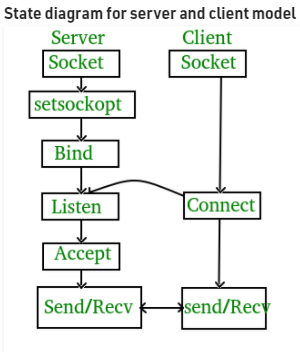 State diagram for server and client model
Server
Client
Socket
Socket
setsockopt
Bind
Listen
Connect
Accept
Send/Recv
send/Recv